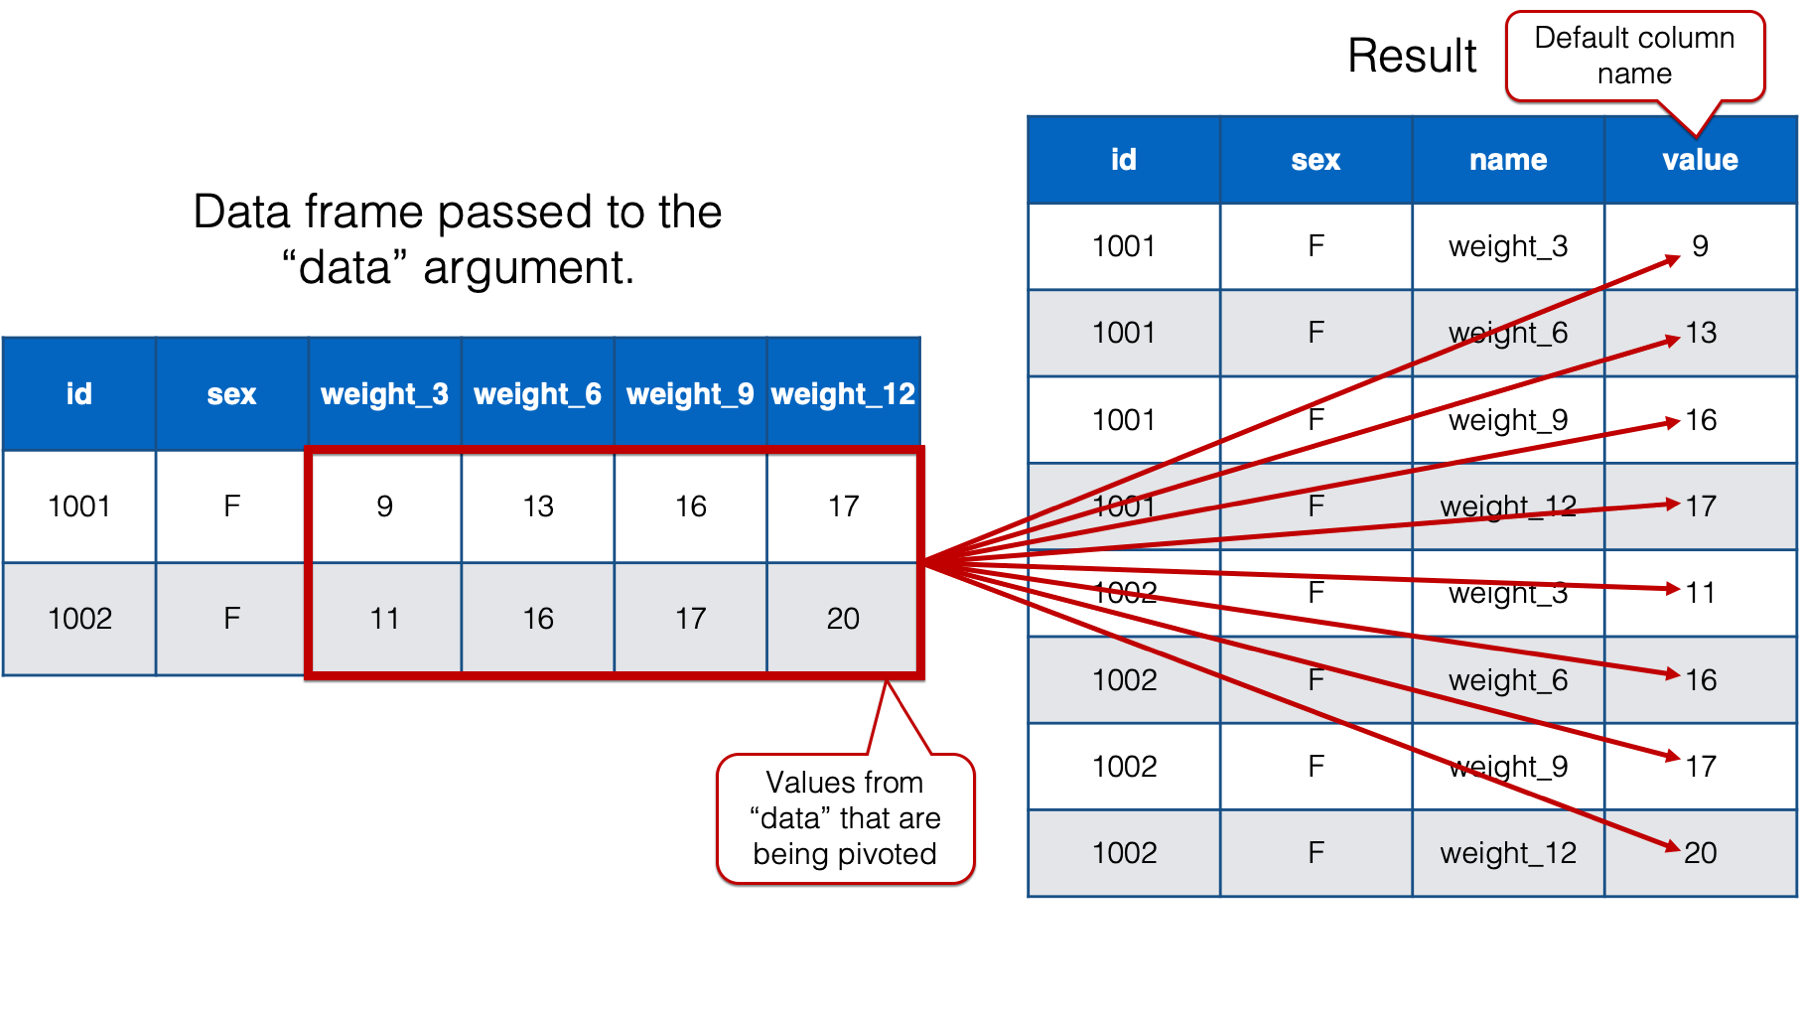 Result
Default column
name
Data frame passed to the
“data” argument.
id sex weight_3 weight_6 weight_9 weight_12
1001 F 9 13 16 17
1002 F 11 16 17 20
Values from
“data” that are
being pivoted
id sex name value
1001 F weight_3 9
1001 F weight_6 13
1001 F weight_9 16
1001 F weight_12 17
1002 F weight_3 11
1002 F weight_6 16
1002 F weight_9 17
1002 F weight_12 20